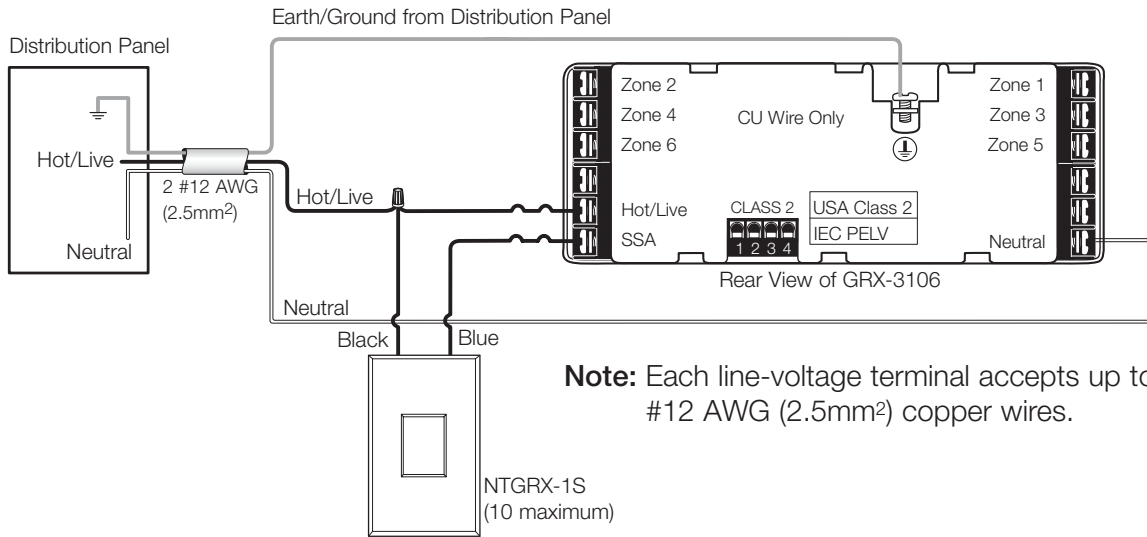 Earth/Ground from Distribution Panel
Distribution Panel
Zone 2
Zone 1
Zone 4
CU Wire Only
Zone 3
Zone 6
Zone 5
Hot/Live
2 #12 AWG
(2.5mm²)
Hot/Live
Hot/Live
CLASS 2
USA Class 2
SSA
1 2 3 4
IEC PELV
Neutral
Neutral
Rear View of GRX-3106
Neutral
Black
Blue
Note: Each line-voltage terminal accepts up to
#12 AWG (2.5mm²) copper wires.
NTGRX-1S
(10 maximum)